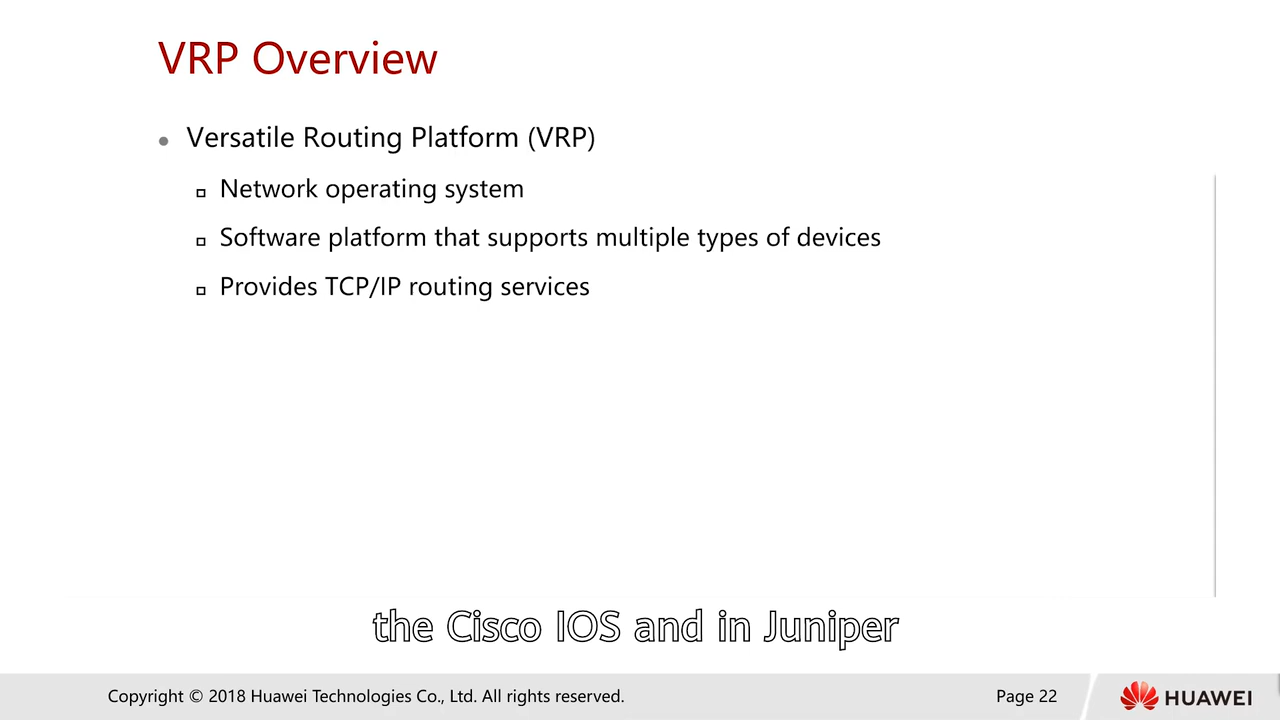 VRP Overview
Versatile Routing Platform (VRP)
Network operating system
Software platform that supports multiple types of devices
Provides TCP/IP routing services
the Cisco IOS and in Juniper
Copyright © 2018 Huawei Technologies Co., Ltd. All rights reserved.
Page 22
HUAWEI